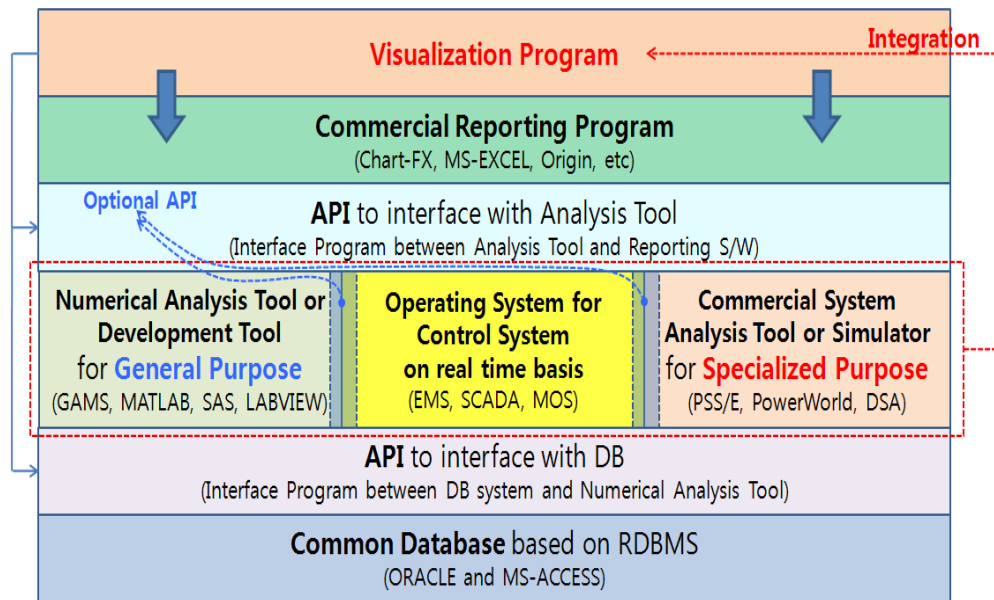 Integration
Visualization Program
Commercial Reporting Program
(Chart-FX, MS-EXCEL, Origin, etc)
Optional API
API to interface with Analysis Tool
(Interface Program between Analysis Tool and Reporting S/W)
Numerical Analysis Tool or
Development Tool
for General Purpose
(GAMS, MATLAB, SAS, LABVIEW)
Operating System for
Control System
on real time basis
(EMS, SCADA, MOS)
Commercial System
Analysis Tool or Simulator
for Specialized Purpose
(PSS/E, PowerWorld, DSA)
API to interface with DB
(Interface Program between DB system and Numerical Analysis Tool)
Common Database based on RDBMS
(ORACLE and MS-ACCESS)